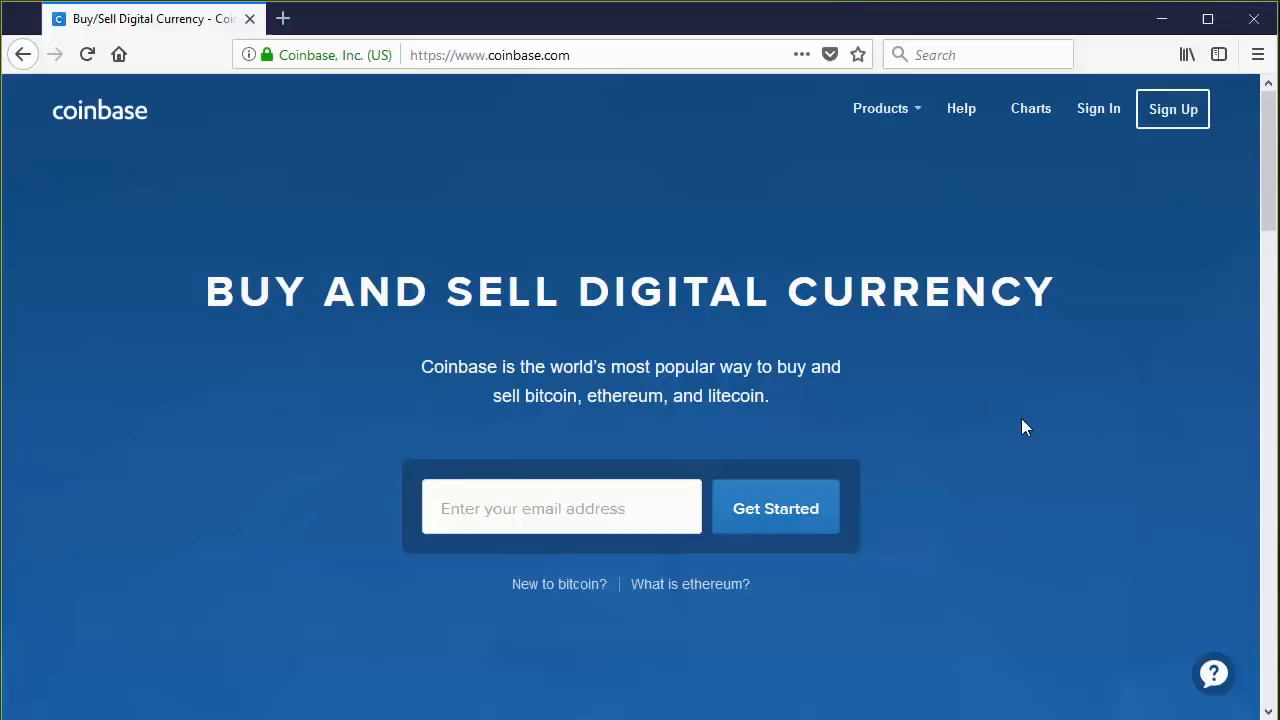 Buy/Sell Digital Currency - Coin
Coinbase, Inc. (US) https://www.coinbase.com Search
coinbase Products Help Charts Sign In Sign Up
BUY AND SELL DIGITAL CURRENCY
Coinbase is the world’s most popular way to buy and
sell bitcoin, ethereum, and litecoin.
Enter your email address Get Started
New to bitcoin? What is ethereum?